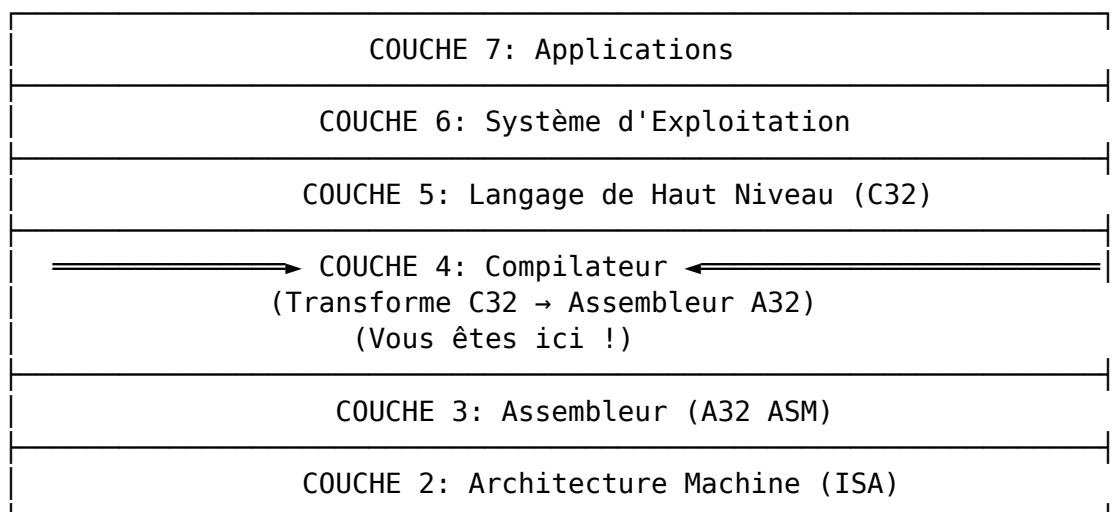 COUCHE 7: Applications
COUCHE 6: Système d'Exploitation
COUCHE 5: Langage de Haut Niveau (C32)
COUCHE 4: Compilateur
(Transforme C32 → Assembleur A32)
(Vous êtes ici !)
COUCHE 3: Assembleur (A32 ASM)
COUCHE 2: Architecture Machine (ISA)